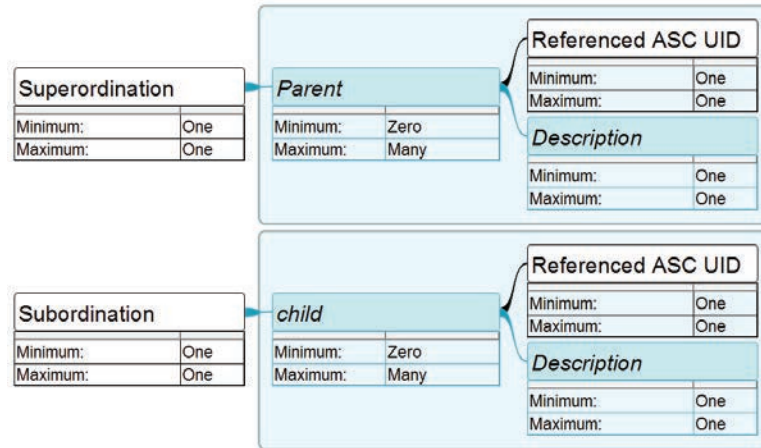 Superordination
Minimum: One
Maximum: One
Parent
Minimum: Zero
Maximum: Many
Referenced ASC UID
Minimum: One
Maximum: One
Description
Minimum: One
Maximum: One
Subordination
Minimum: One
Maximum: One
child
Minimum: Zero
Maximum: Many
Referenced ASC UID
Minimum: One
Maximum: One
Description
Minimum: One
Maximum: One